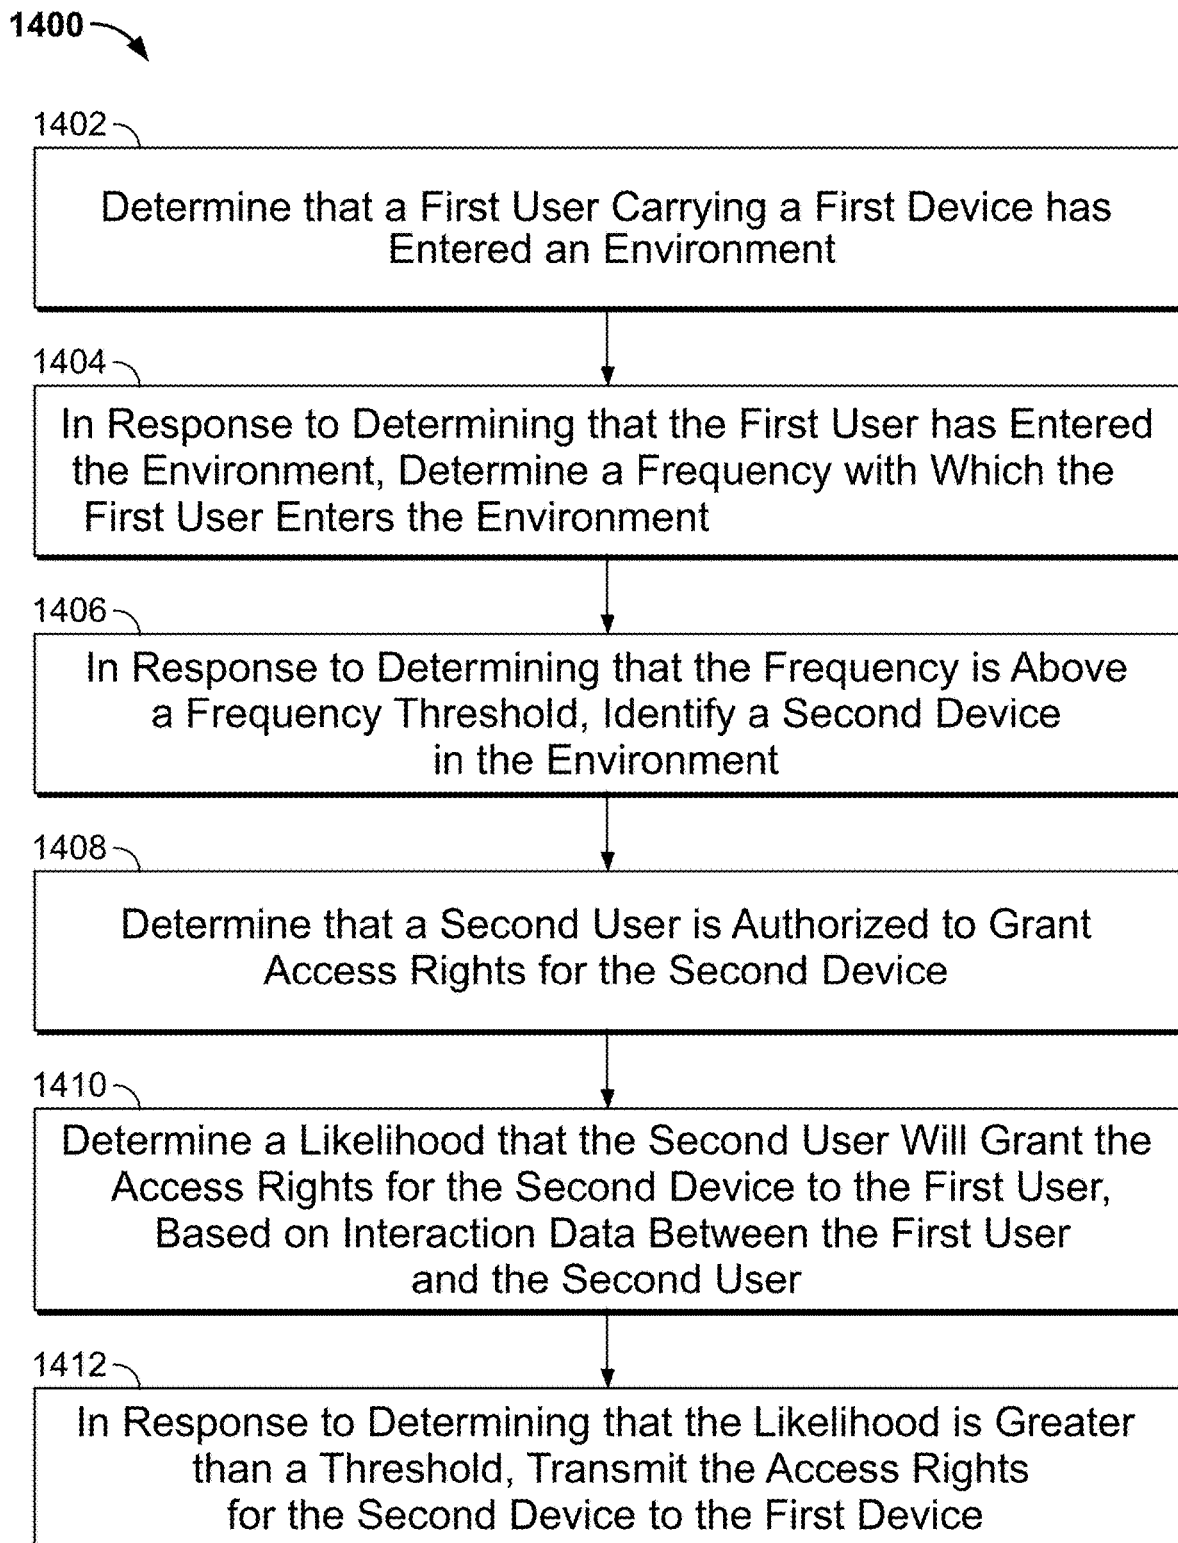 1400
1402
Determine that a First User Carrying a First Device has
Entered an Environment
1404
In Response to Determining that the First User has Entered
the Environment, Determine a Frequency with Which the
First User Enters the Environment
1406
In Response to Determining that the Frequency is Above
a Frequency Threshold, Identify a Second Device
in the Environment
1408
Determine that a Second User is Authorized to Grant
Access Rights for the Second Device
1410
Determine a Likelihood that the Second User Will Grant the
Access Rights for the Second Device to the First User,
Based on Interaction Data Between the First User
and the Second User
1412
In Response to Determining that the Likelihood is Greater
than a Threshold, Transmit the Access Rights
for the Second Device to the First Device